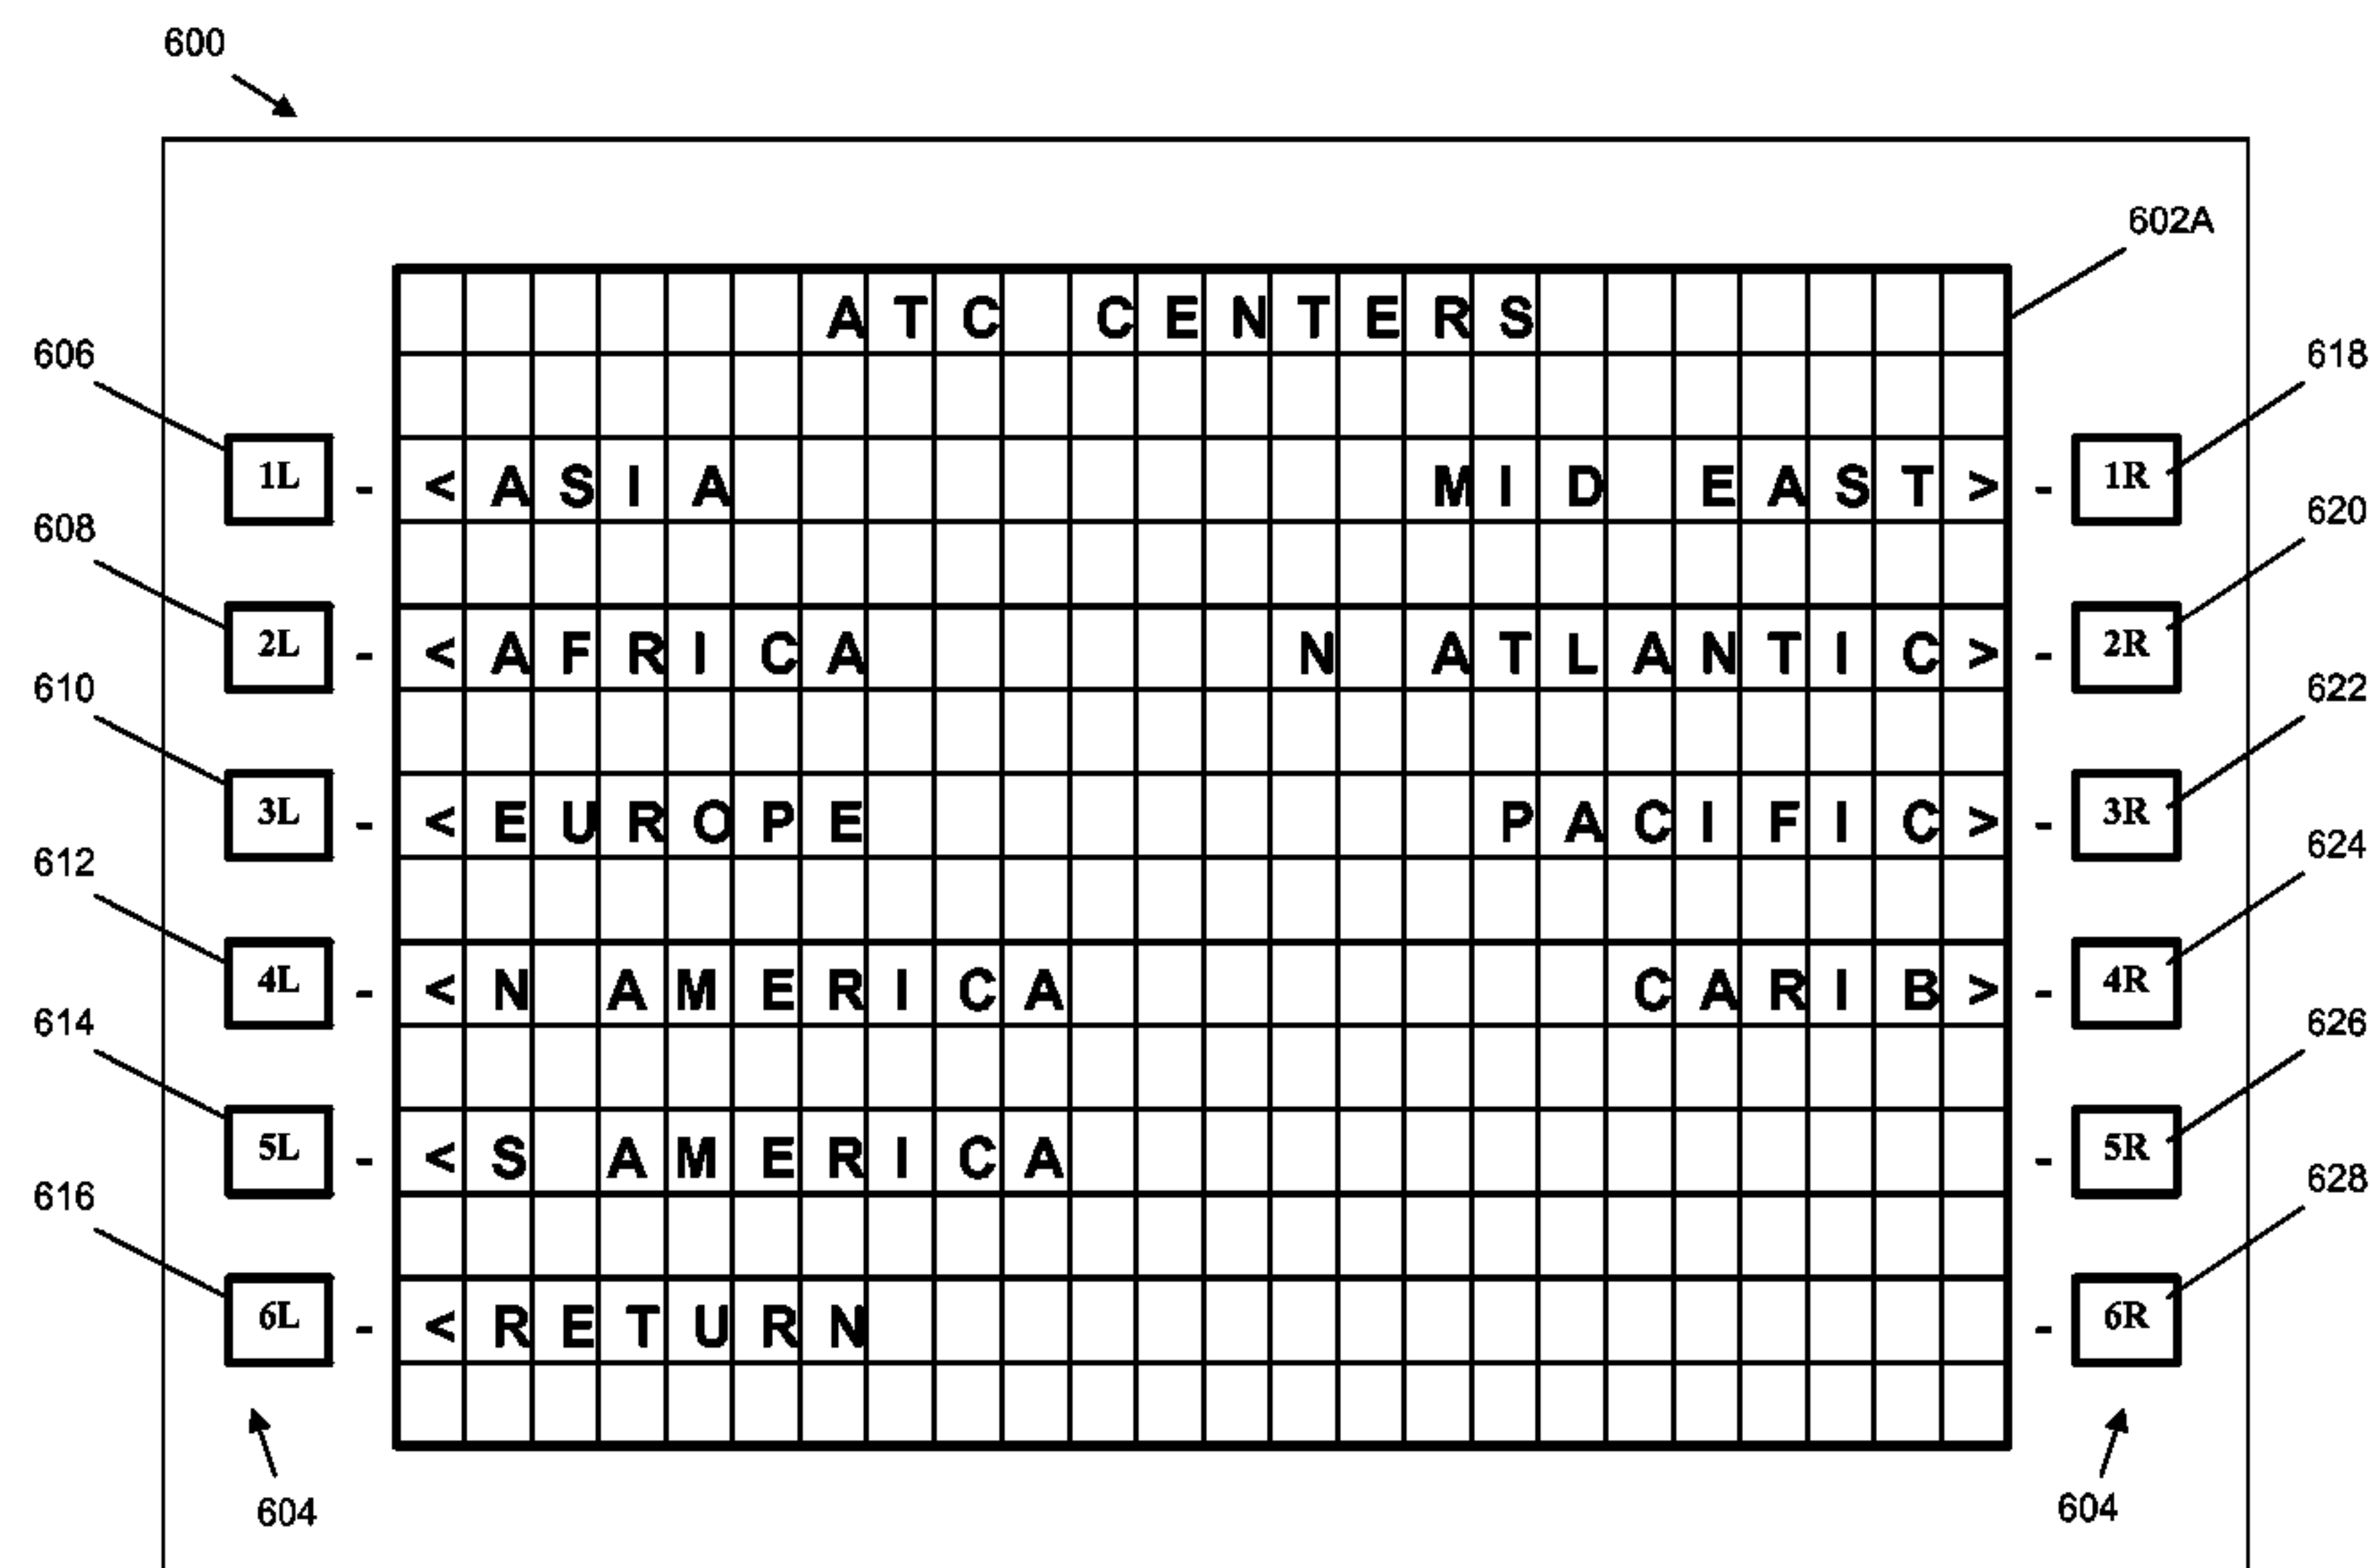 600
602A
ATC CENTERS
606 618
1L - <ASIA MID EAST> - 1R
608 620
2L - <AFRICA N ATLANTIC> - 2R
610 622
3L - <EUROPE PACIFIC> - 3R
612 624
4L - <N AMERICA CARIB> - 4R
614 626
5L - <S AMERICA - 5R
616 628
6L - <RETURN - 6R
604 604